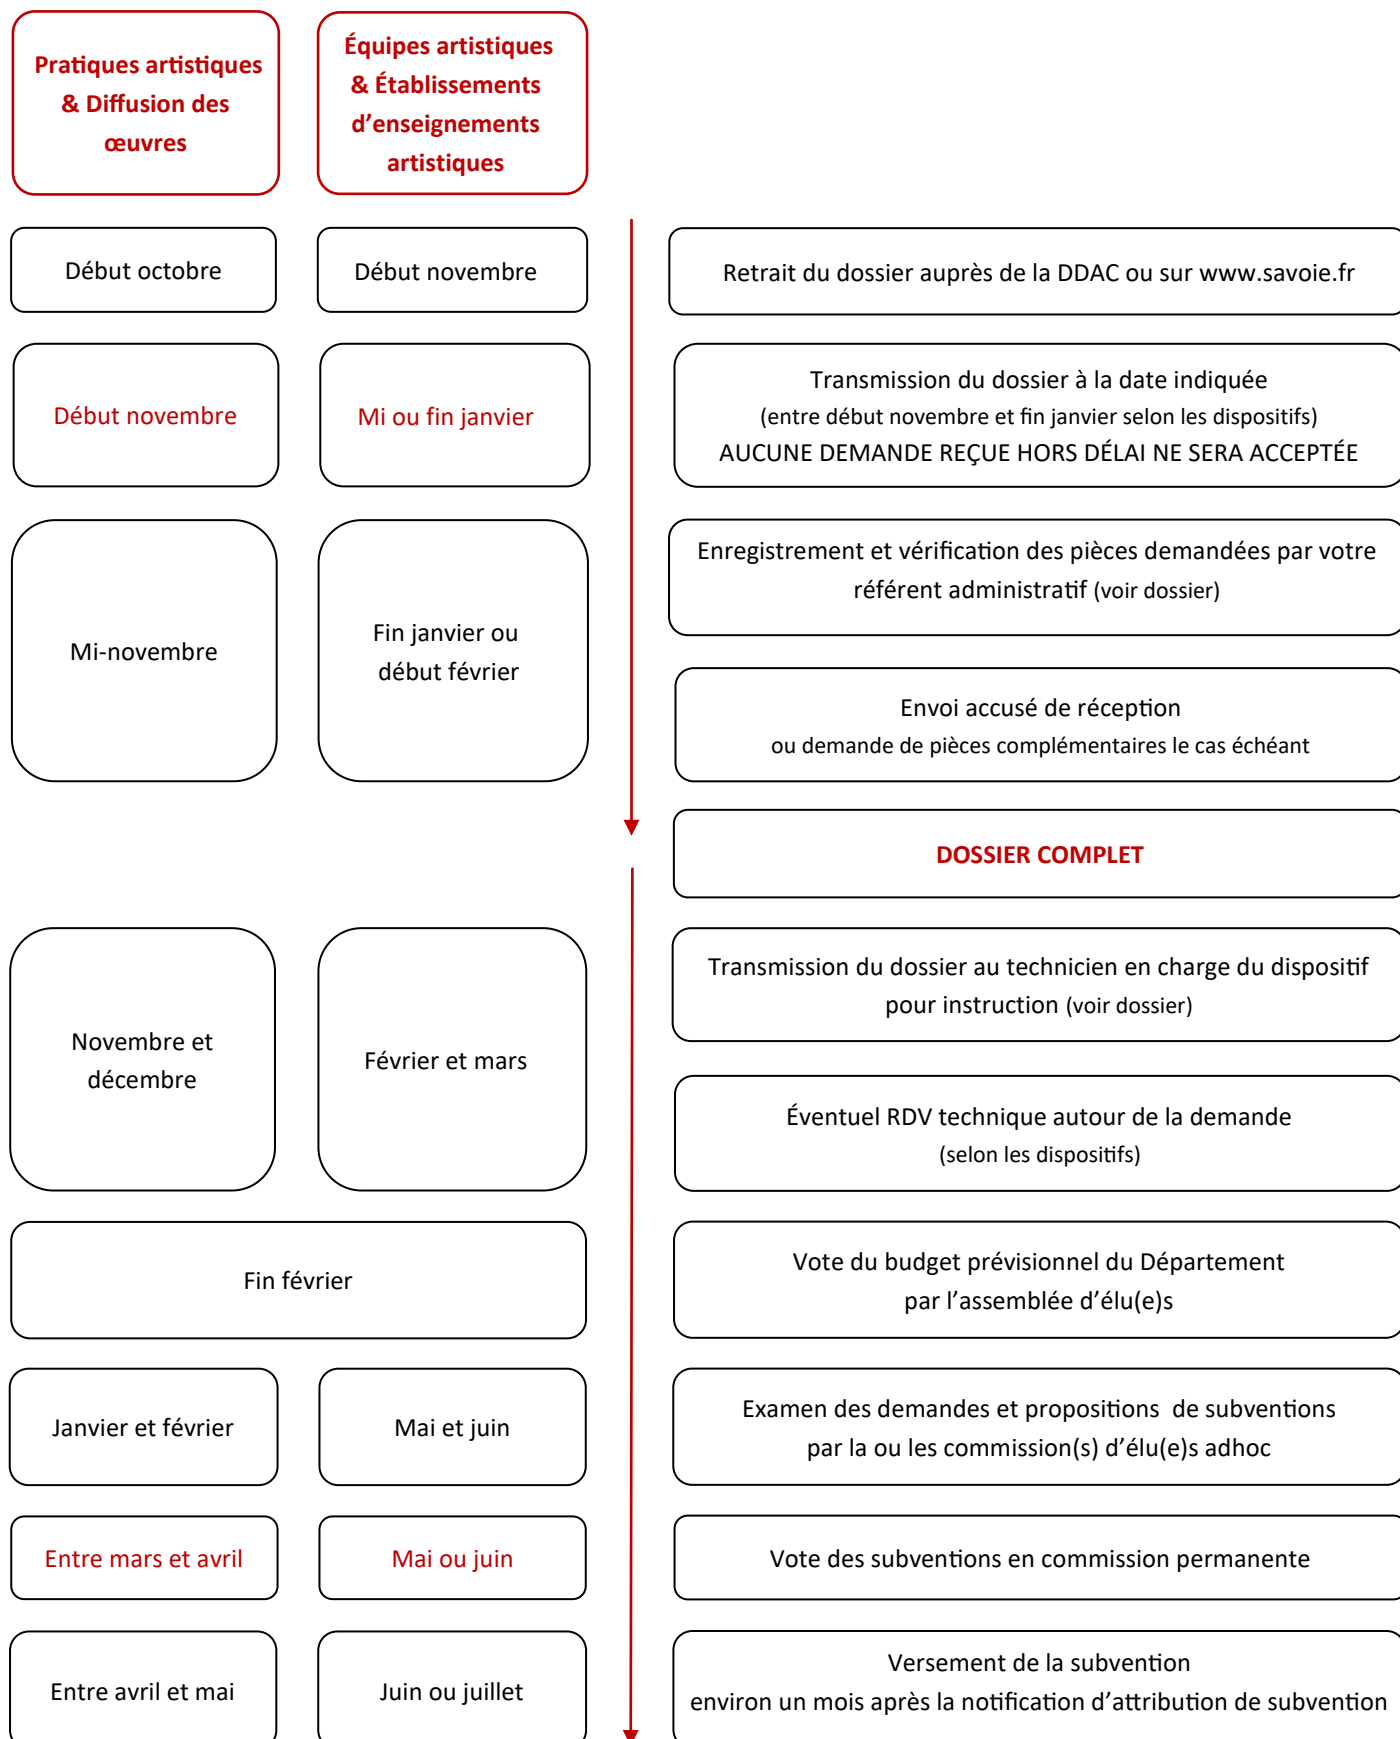 Pratiques artistiques
& Diffusion des
œuvres
Équipes artistiques
& Établissements
d’enseignements
artistiques
Début octobre
Début novembre
Retrait du dossier auprès de la DDAC ou sur www.savoie.fr
Début novembre
Mi ou fin janvier
Transmission du dossier à la date indiquée
(entre début novembre et fin janvier selon les dispositifs)
AUCUNE DEMANDE REÇUE HORS DÉLAI NE SERA ACCEPTÉE
Mi-novembre
Fin janvier ou
début février
Enregistrement et vérification des pièces demandées par votre
référent administratif (voir dossier)
Envoi accusé de réception
ou demande de pièces complémentaires le cas échéant
DOSSIER COMPLET
Novembre et
décembre
Février et mars
Transmission du dossier au technicien en charge du dispositif
pour instruction (voir dossier)
Éventuel RDV technique autour de la demande
(selon les dispositifs)
Fin février
Vote du budget prévisionnel du Département
par l’assemblée d’élu(e)s
Janvier et février
Mai et juin
Examen des demandes et propositions de subventions
par la ou les commission(s) d’élu(e)s adhoc
Entre mars et avril
Mai ou juin
Vote des subventions en commission permanente
Entre avril et mai
Juin ou juillet
Versement de la subvention
environ un mois après la notification d’attribution de subvention